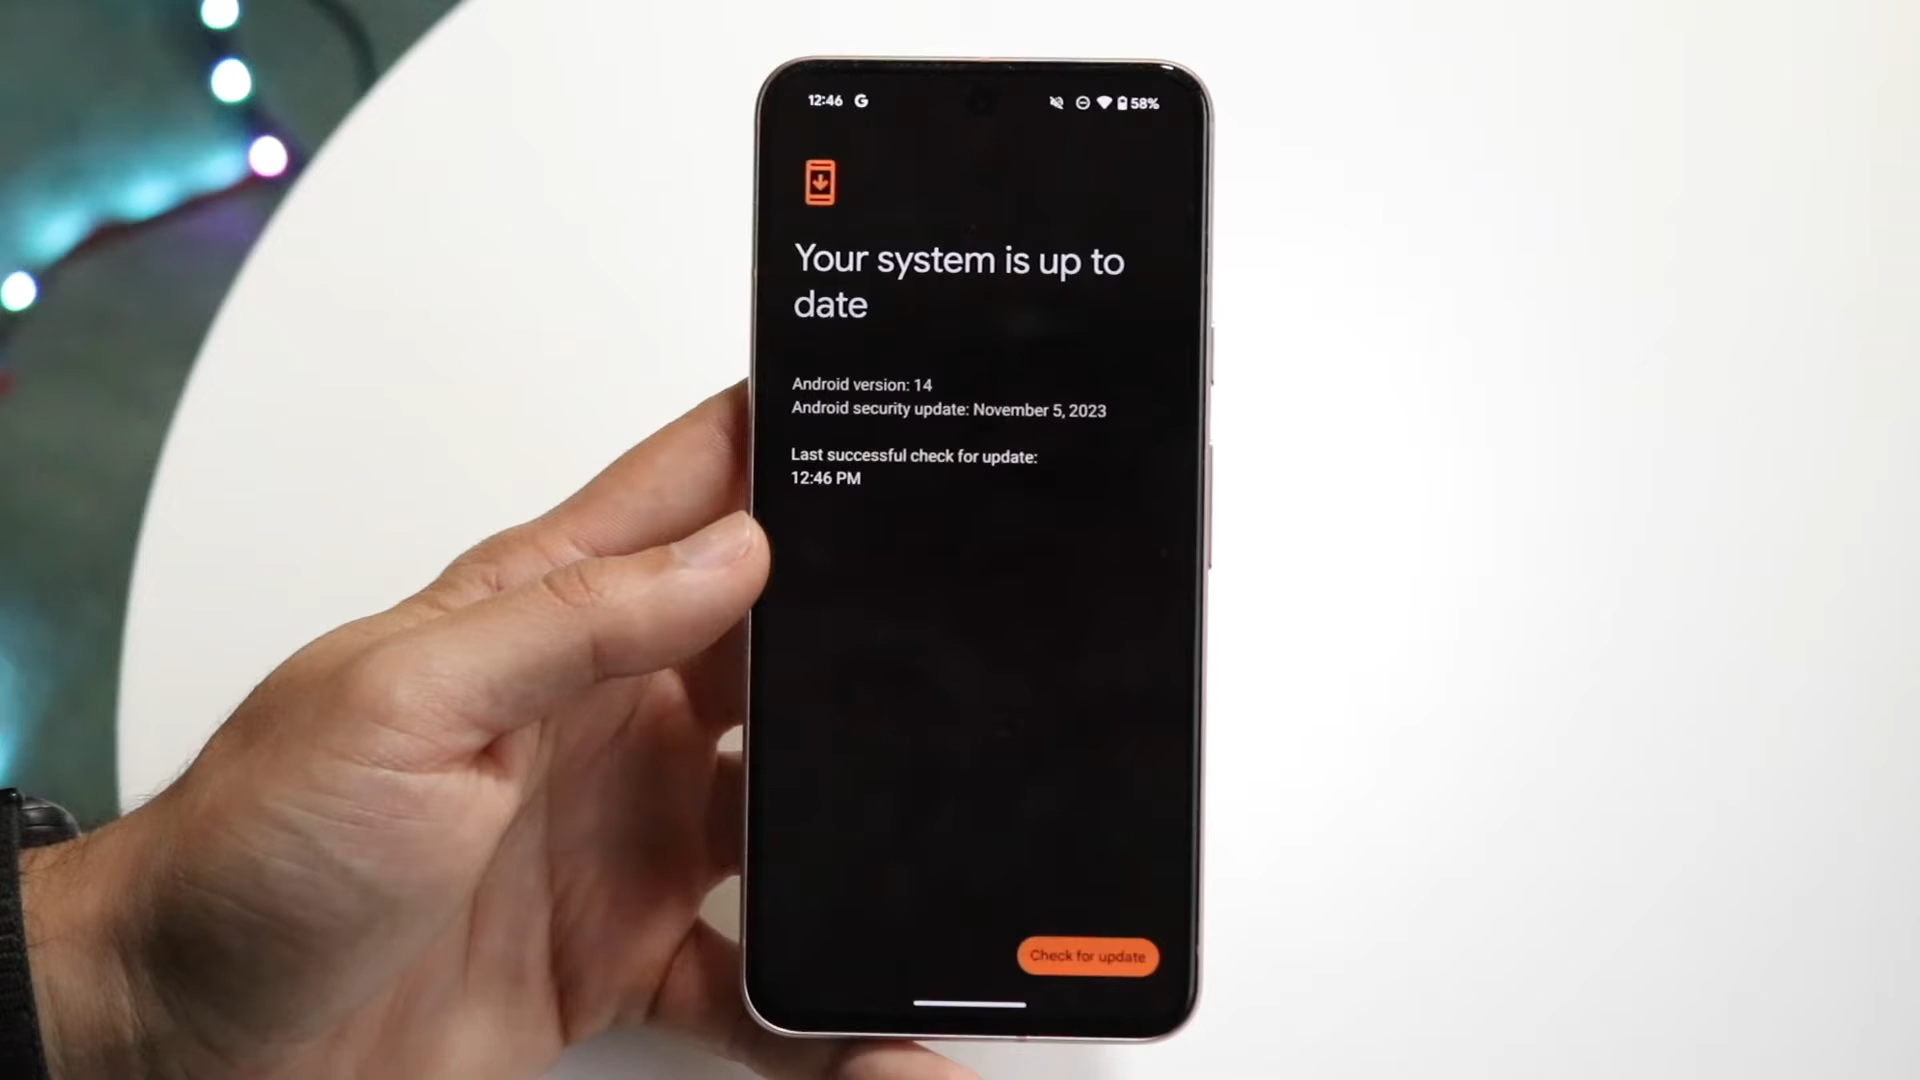 12:46 G 58%
Your system is up to
date
Android version: 14
Android security update: November 5, 2023
Last successful check for update:
12:46 PM
Check for update